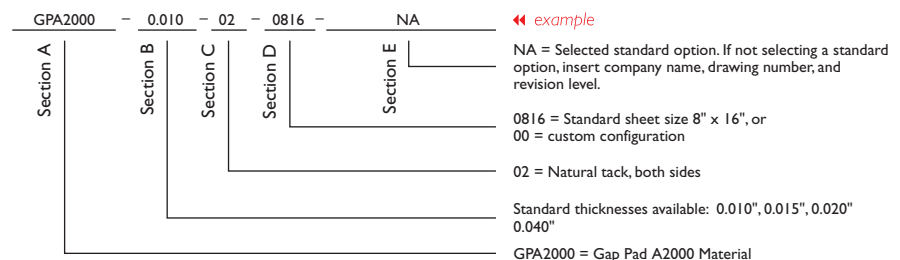 GPA2000 – 0.010 – 02 – 0816 – NA
example
Section A
Section B
Section C
Section D
Section E
NA = Selected standard option. If not selecting a standard
option, insert company name, drawing number, and
revision level.
0816 = Standard sheet size 8" x 16", or
00 = custom configuration
02 = Natural tack, both sides
Standard thicknesses available: 0.010", 0.015", 0.020"
0.040"
GPA2000 = Gap Pad A2000 Material